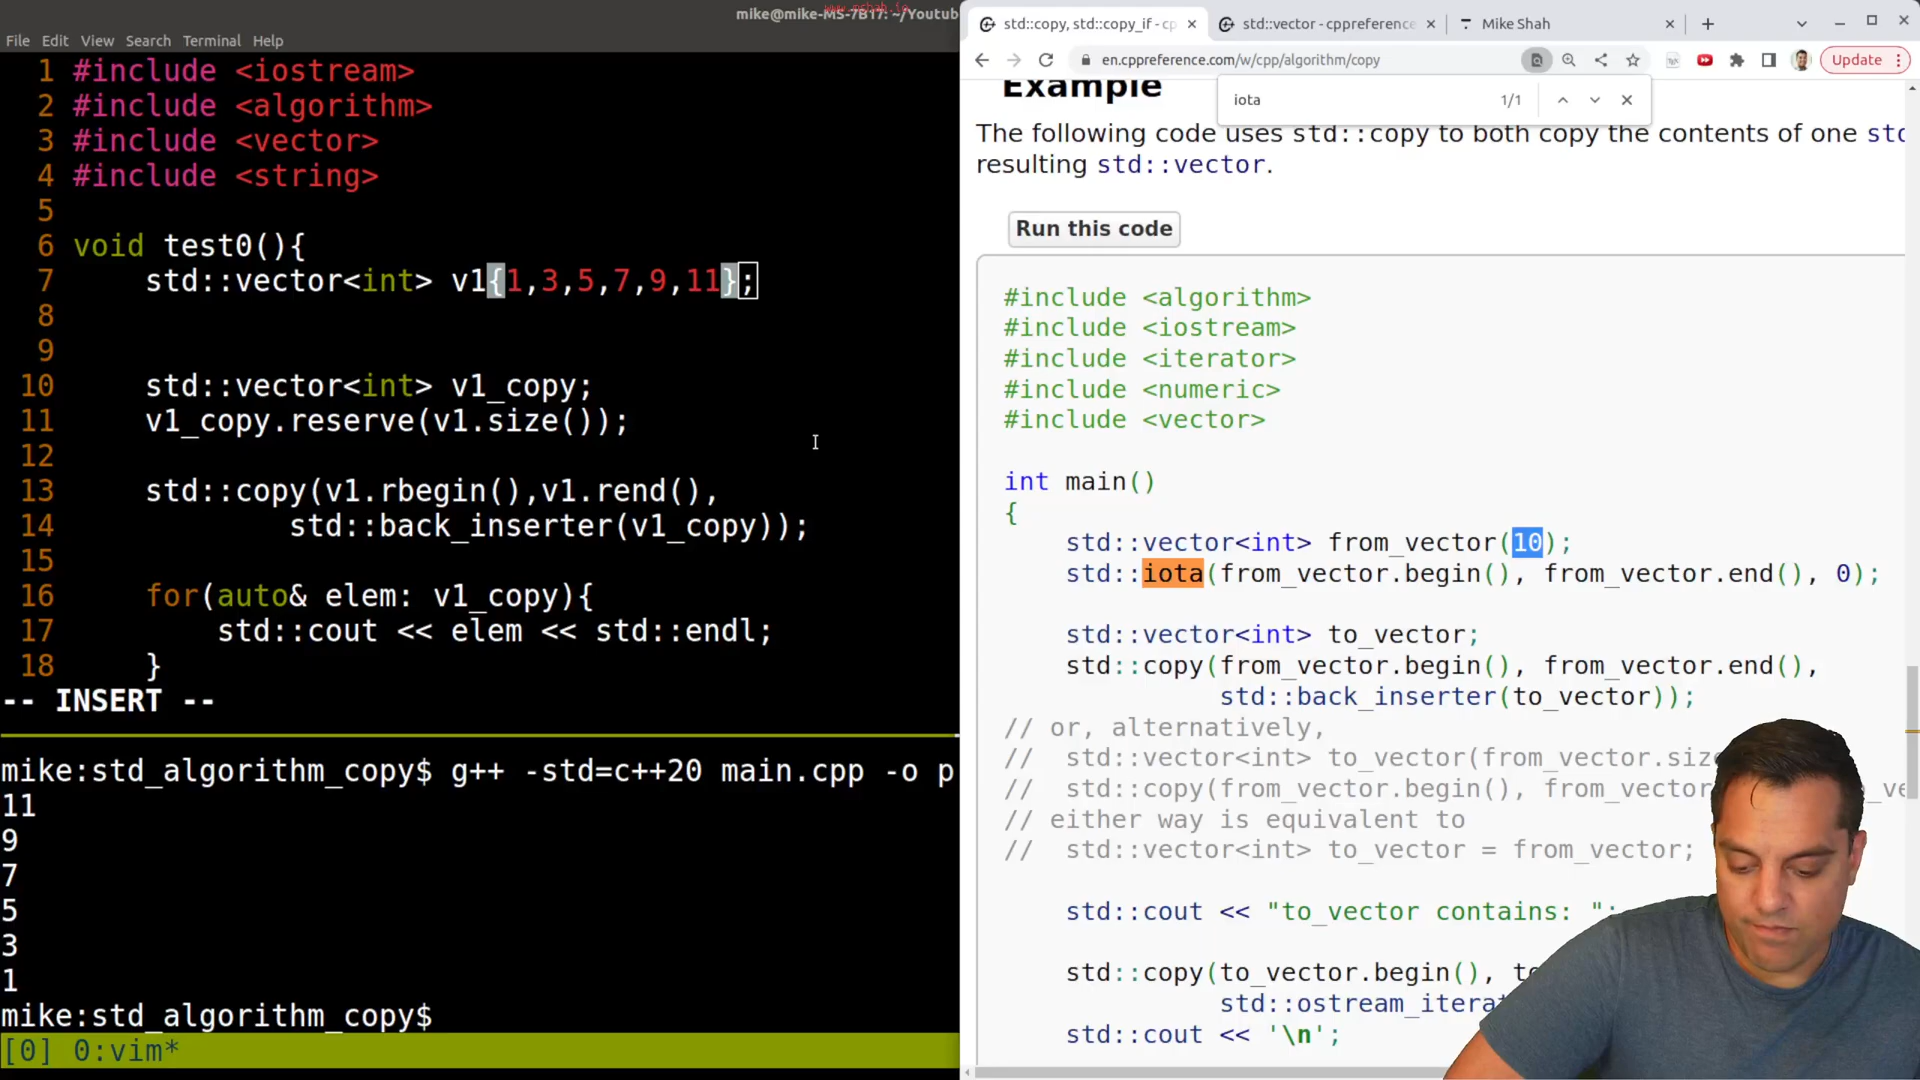 www.mshah.io
mike@mike-MS-7B17: ~/Youtub
File Edit View Search Terminal Help
1 #include <iostream>
2 #include <algorithm>
3 #include <vector>
4 #include <string>
5
6 void test0(){
7 std::vector<int> v1{1,3,5,7,9,11};
8
9
10 std::vector<int> v1_copy;
11 v1_copy.reserve(v1.size());
12
13 std::copy(v1.rbegin(),v1.rend(),
14 std::back_inserter(v1_copy));
15
16 for(auto& elem: v1_copy){
17 std::cout << elem << std::endl;
18 }
-- INSERT --
mike:std_algorithm_copy$ g++ -std=c++20 main.cpp -o p
11
9
7
5
3
1
mike:std_algorithm_copy$
[0] 0:vim*
std::copy, std::copy_if - cp
std::vector - cppreference
Mike Shah
en.cppreference.com/w/cpp/algorithm/copy
Update
iota 1/1
Example
The following code uses std::copy to both copy the contents of one std
resulting std::vector.
Run this code
#include <algorithm>
#include <iostream>
#include <iterator>
#include <numeric>
#include <vector>
int main()
{
std::vector<int> from_vector(10);
std::iota(from_vector.begin(), from_vector.end(), 0);
std::vector<int> to_vector;
std::copy(from_vector.begin(), from_vector.end(),
std::back_inserter(to_vector));
// or, alternatively,
// std::vector<int> to_vector(from_vector.size
// std::copy(from_vector.begin(), from_vector
// either way is equivalent to
// std::vector<int> to_vector = from_vector;
std::cout << "to_vector contains: ";
std::copy(to_vector.begin(), to
std::ostream_itera
std::cout << '\n';